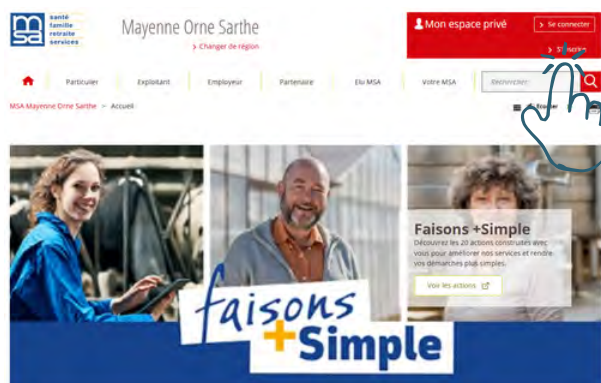 msa
santé
famille
retraite
services
Mayenne Orne Sarthe
> Changer de région
Mon espace privé
> Se connecter
> S'inscrire
Particulier
Exploitant
Employeur
Partenaire
Elu MSA
Votre MSA
Rechercher
MSA Mayenne Orne Sarthe > Accueil
Faisons +Simple
Découvrez les 20 actions construites avec
vous pour améliorer nos services et rendre
vos démarches plus simples.
Voir les actions
faisons
+Simple